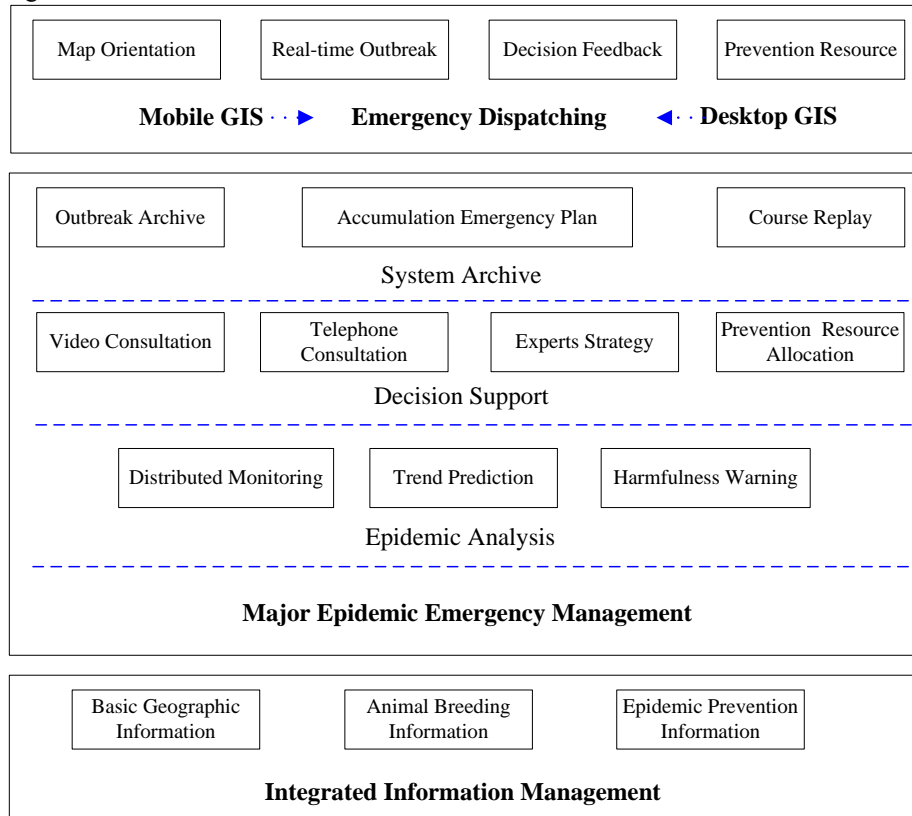 Map Orientation
Real-time Outbreak
Decision Feedback
Prevention Resource
Mobile GIS
Emergency Dispatching
Desktop GIS
Outbreak Archive
Accumulation Emergency Plan
Course Replay
System Archive
Video Consultation
Telephone
Consultation
Experts Strategy
Prevention Resource
Allocation
Decision Support
Distributed Monitoring
Trend Prediction
Harmfulness Warning
Epidemic Analysis
Major Epidemic Emergency Management
Basic Geographic
Information
Animal Breeding
Information
Epidemic Prevention
Information
Integrated Information Management